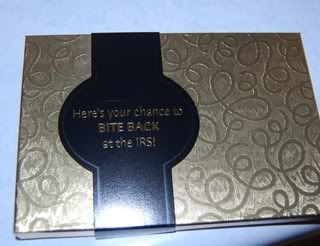 Here's your chance to
BITE BACK
at the IRS!